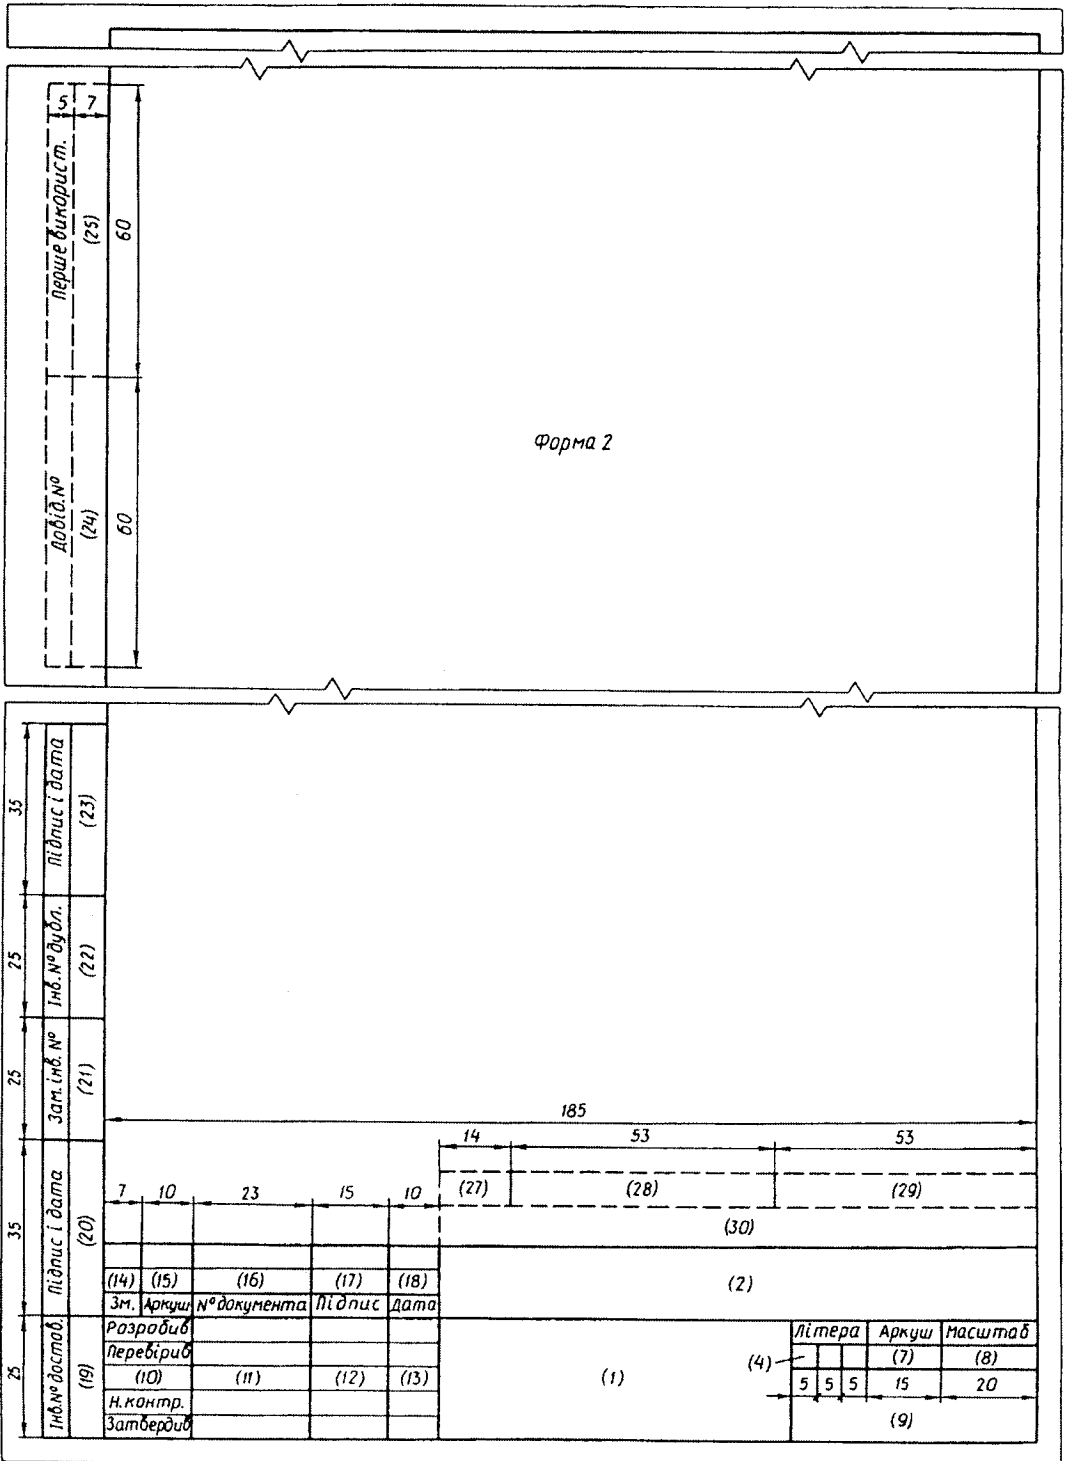 5 7
Перше використ.
(25)
60
Довід.№
(24)
60
Форма 2
35
Підпис і дата
(23)
25
Інв.№ дубл.
(22)
25
Зам.інв. №
(21)
35
Підпис і дата
(20)
25
Інв.№ достов.
(19)
185
14 53 53
(27) (28) (29)
7 10 23 15 10
(30)
(14) (15) (16) (17) (18)
(2)
Зм. Аркуш № документа Підпис Дата
Розробив
Перевірив
(10) (11) (12) (13)
Н.контр.
Затвердив
(1)
Літера Аркуш Масштаб
(4) (7) (8)
5 5 5 15 20
(9)